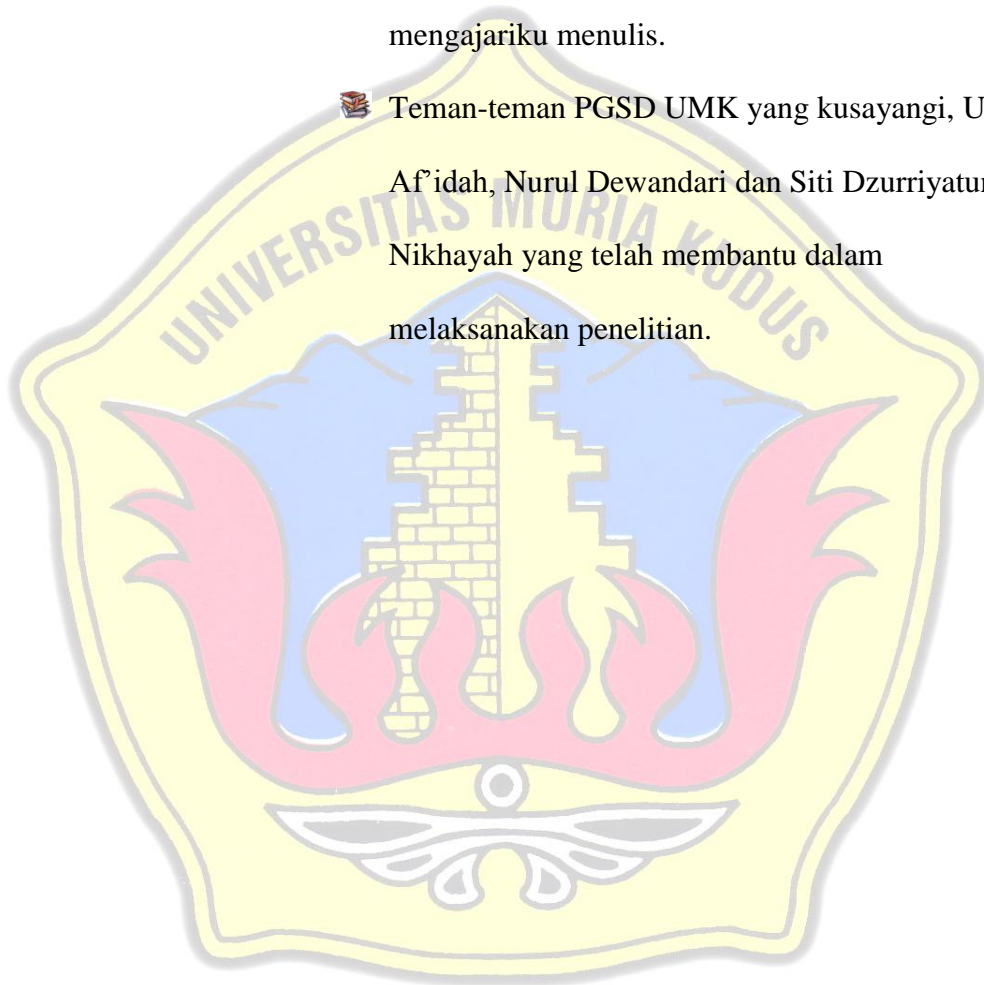 mengajariku menulis.
Teman-teman PGSD UMK yang kusayangi, U
Af’idah, Nurul Dewandari dan Siti Dzurriyatur
Nikhayah yang telah membantu dalam
melaksanakan penelitian.
UNIVERSITAS MURIA KUDUS